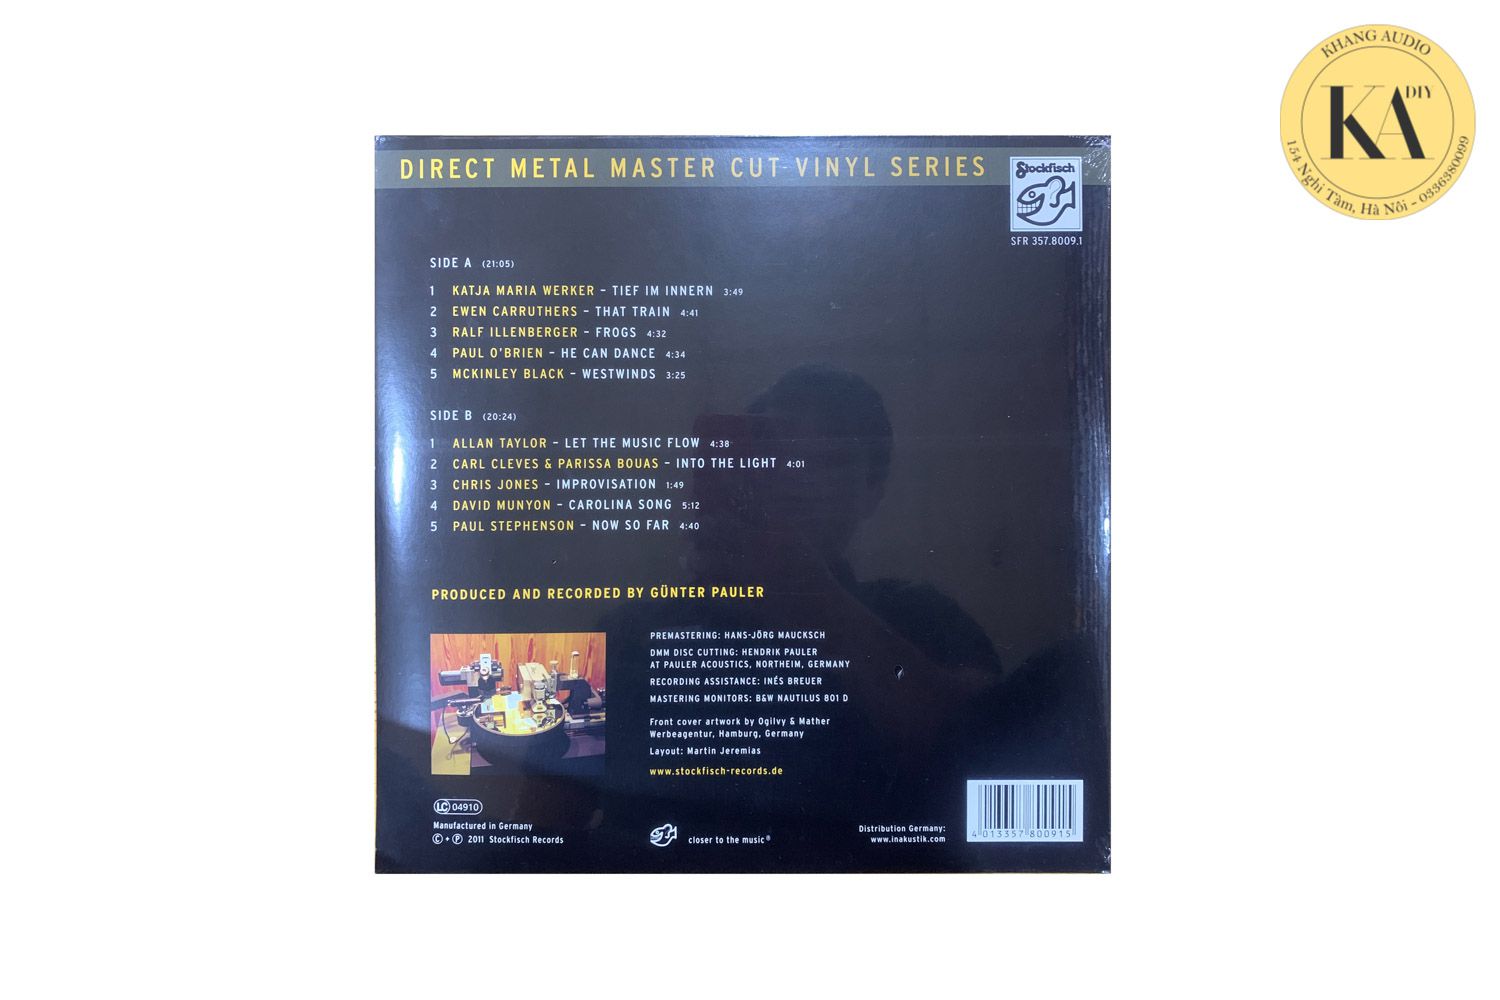 KHANG AUDIO
KA DIY
154 Nghi Tàm, Hà Nôi - 0336380099
DIRECT METAL MASTER CUT VINYL SERIES
Stockfisch
SFR 357.8009.1
SIDE A (21:05)
1 KATJA MARIA WERKER – TIEF IM INNERN 3:49
2 EWEN CARRUTHERS – THAT TRAIN 4:41
3 RALF ILLENBERGER – FROGS 4:32
4 PAUL O'BRIEN – HE CAN DANCE 4:34
5 MCKINLEY BLACK – WESTWINDS 3:25
SIDE B (20:24)
1 ALLAN TAYLOR – LET THE MUSIC FLOW 4:38
2 CARL CLEVES & PARISSA BOUAS – INTO THE LIGHT 4:01
3 CHRIS JONES – IMPROVISATION 1:49
4 DAVID MUNYON – CAROLINA SONG 5:12
5 PAUL STEPHENSON – NOW SO FAR 4:40
PRODUCED AND RECORDED BY GÜNTER PAULER
PREMASTERING: HANS-JÖRG MAUCKSCH
DMM DISC CUTTING: HENDRIK PAULER
AT PAULER ACOUSTICS, NORTHEIM, GERMANY
RECORDING ASSISTANCE: INÉS BREUER
MASTERING MONITORS: B&W NAUTILUS 801 D
Front cover artwork by Ogilvy & Mather
Werbeagentur, Hamburg, Germany
Layout: Martin Jeremias
www.stockfisch-records.de
LC 04910
Manufactured in Germany
© + ℗ 2011 Stockfisch Records
closer to the music®
Distribution Germany:
www.inakustik.com
4 013357 800915